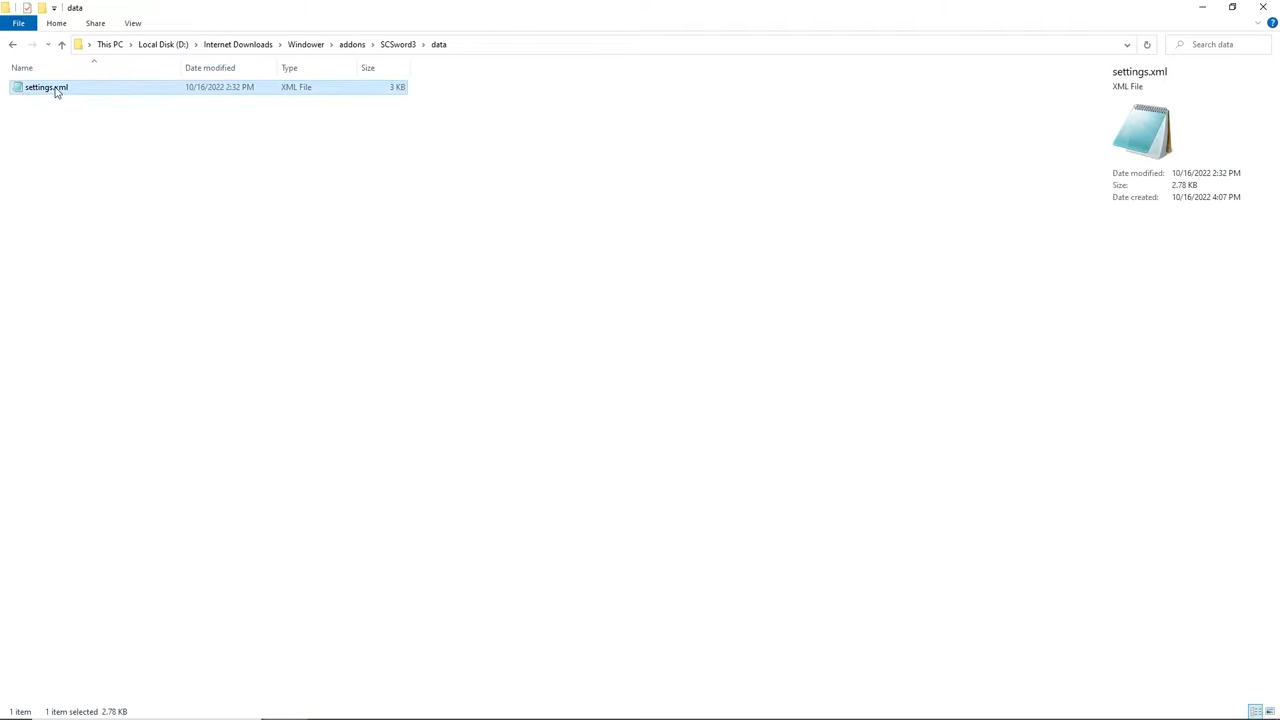 data
File Home Share View
This PC Local Disk (D:) Internet Downloads Windower addons SCSword3 data
Search data
Name Date modified Type Size
settings.xml 10/16/2022 2:32 PM XML File 3 KB
settings.xml
XML File
Date modified: 10/16/2022 2:32 PM
Size: 2.78 KB
Date created: 10/16/2022 4:07 PM
1 item 1 item selected 2.78 KB